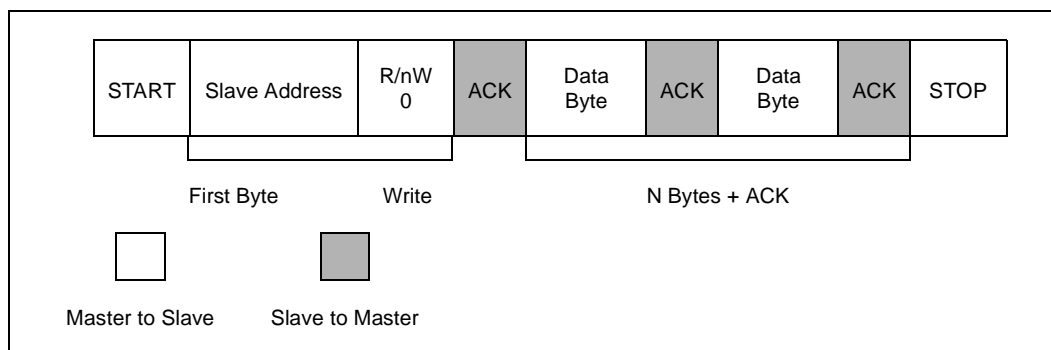 START
Slave Address
R/nW
0
ACK
Data
Byte
ACK
Data
Byte
ACK
STOP
First Byte
Write
N Bytes + ACK
Master to Slave
Slave to Master